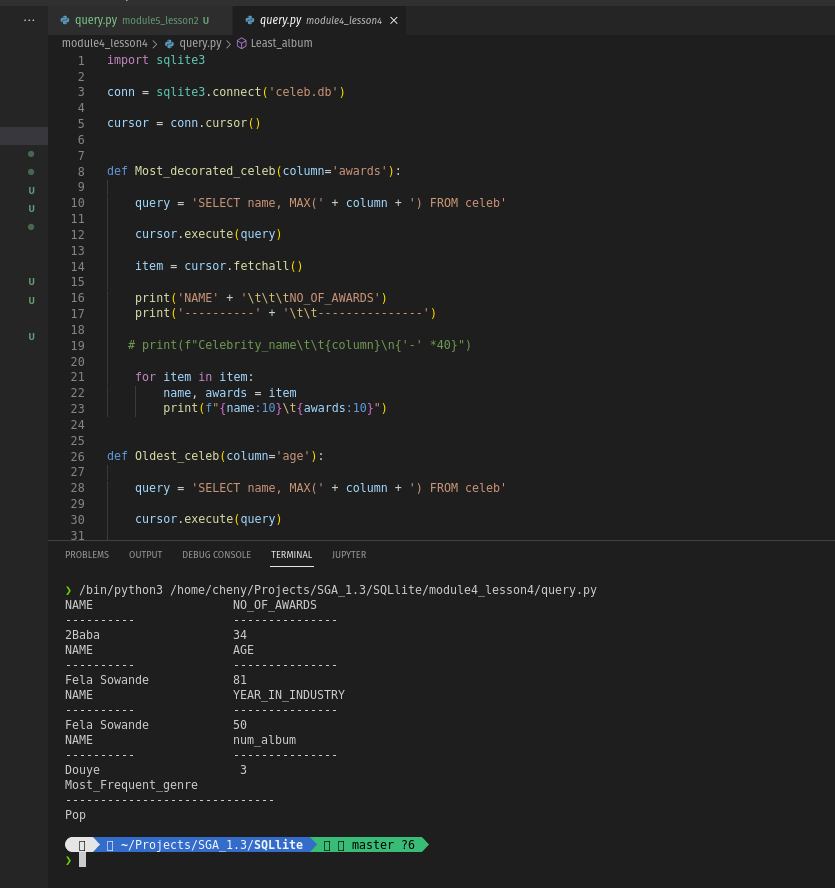 query.py module5_lesson2 U query.py module4_lesson4 ×
module4_lesson4 > query.py > Least_album
1 import sqlite3
2
3 conn = sqlite3.connect('celeb.db')
4
5 cursor = conn.cursor()
6
7
8 def Most_decorated_celeb(column='awards'):
9
10     query = 'SELECT name, MAX(' + column + ') FROM celeb'
11
12     cursor.execute(query)
13
14     item = cursor.fetchall()
15
16     print('NAME' + '\t\t\tNO_OF_AWARDS')
17     print('----------' + '\t\t---------------')
18
19    # print(f"Celebrity_name\t\t{column}\n{'-' *40}")
20
21     for item in item:
22         name, awards = item
23         print(f"{name:10}\t{awards:10}")
24
25
26 def Oldest_celeb(column='age'):
27
28     query = 'SELECT name, MAX(' + column + ') FROM celeb'
29
30     cursor.execute(query)
31
U
U
U
U
U
PROBLEMS OUTPUT DEBUG CONSOLE TERMINAL JUPYTER
❯ /bin/python3 /home/cheny/Projects/SGA_1.3/SQLlite/module4_lesson4/query.py
NAME                    NO_OF_AWARDS
----------              ---------------
2Baba                   34
NAME                    AGE
----------              ---------------
Fela Sowande            81
NAME                    YEAR_IN_INDUSTRY
----------              ---------------
Fela Sowande            50
NAME                    num_album
----------              ---------------
Douye                    3
Most_Frequent_genre
------------------------------
Pop
~/Projects/SGA_1.3/SQLlite master ?6
❯